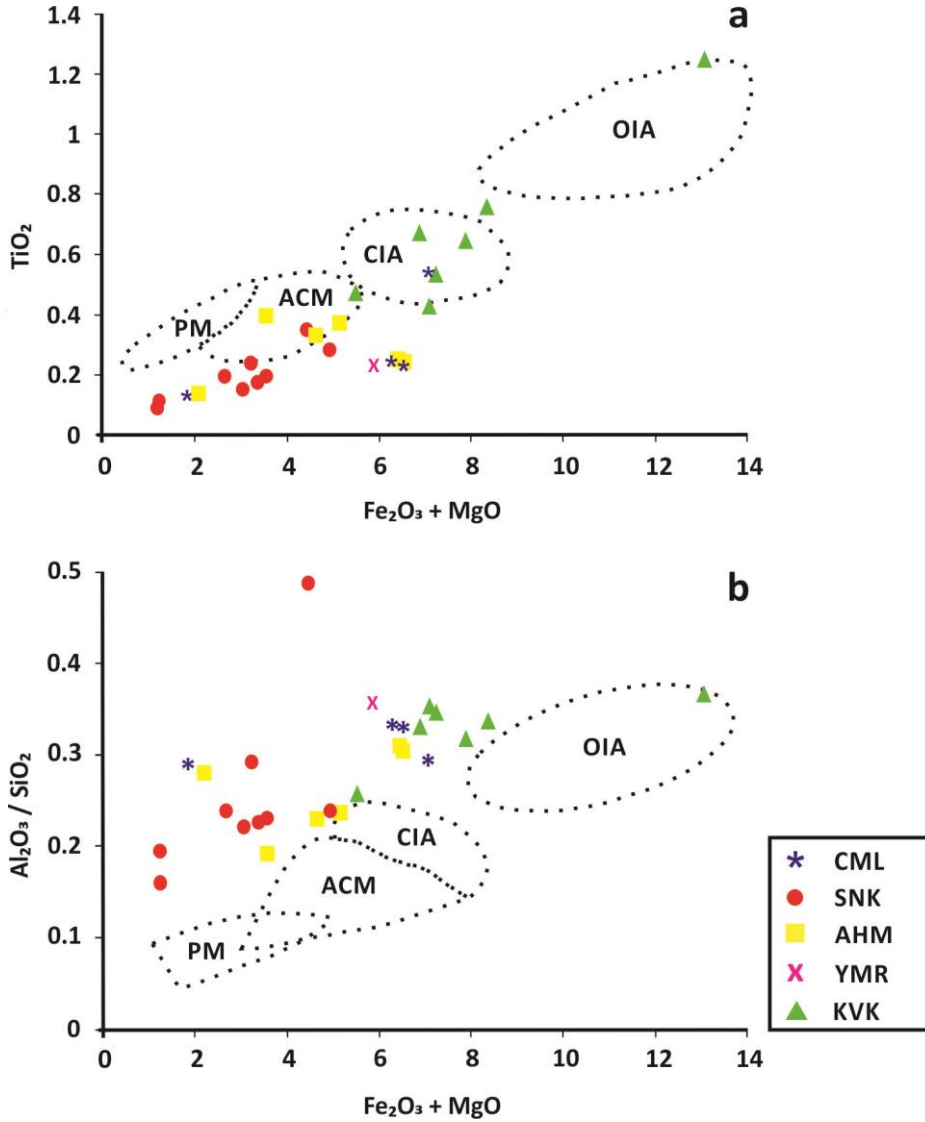 a
1.4
1.2
1
0.8
0.6
0.4
0.2
0
TiO₂
OIA
CIA
ACM
PM
0 2 4 6 8 10 12 14
Fe₂O₃ + MgO
b
0.5
0.4
0.3
0.2
0.1
0
Al₂O₃ / SiO₂
OIA
CIA
ACM
PM
0 2 4 6 8 10 12 14
Fe₂O₃ + MgO
CML
SNK
AHM
YMR
KVK